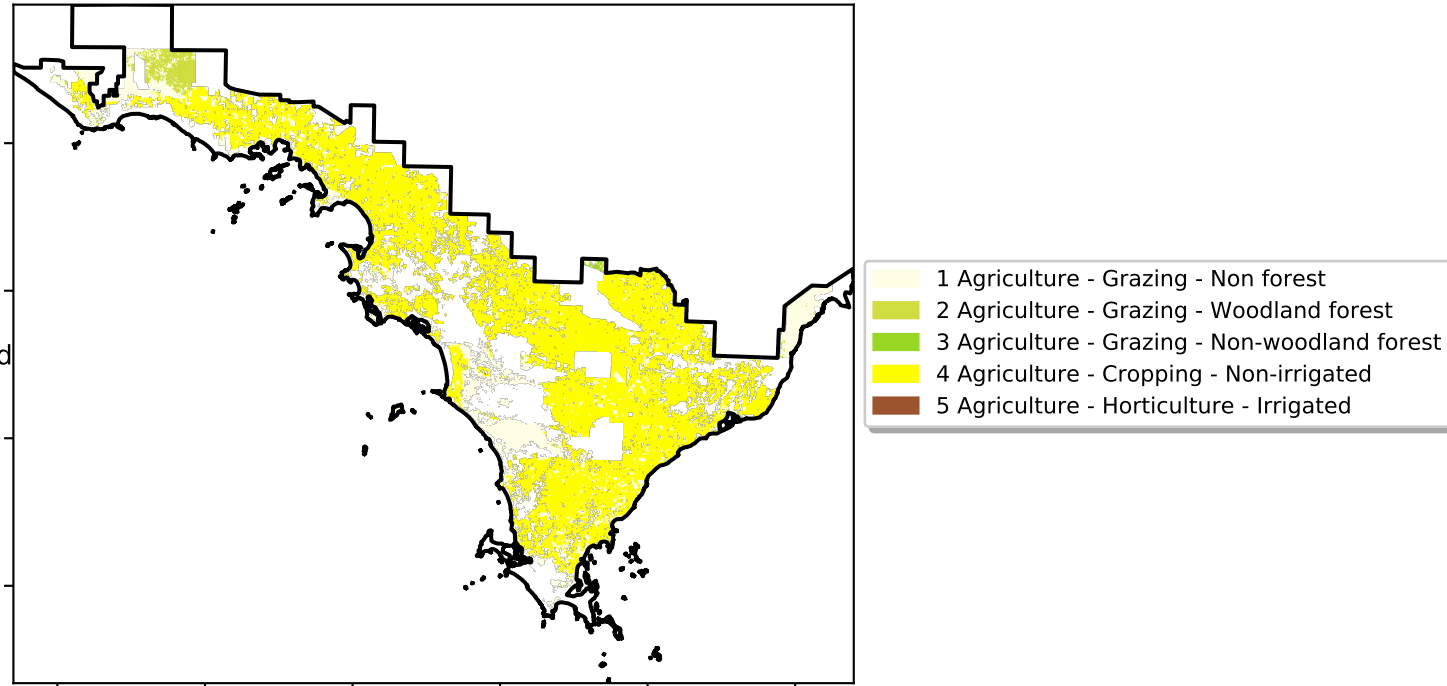 d
1 Agriculture - Grazing - Non forest
2 Agriculture - Grazing - Woodland forest
3 Agriculture - Grazing - Non-woodland forest
4 Agriculture - Cropping - Non-irrigated
5 Agriculture - Horticulture - Irrigated